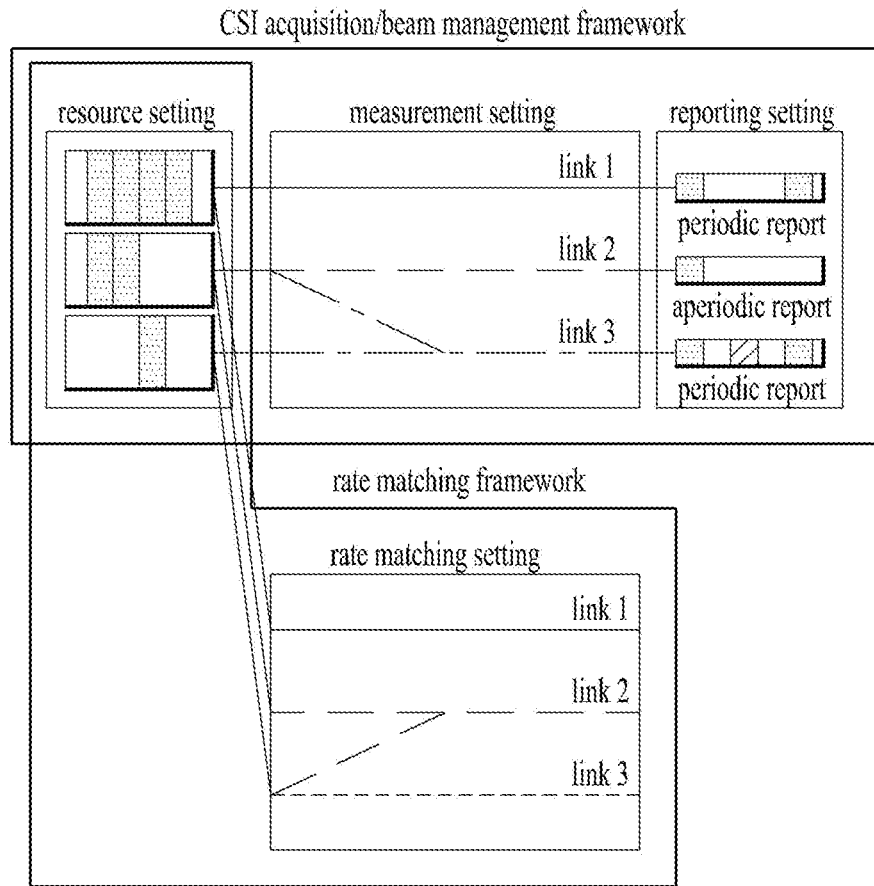 CSI acquisition/beam management framework
resource setting
measurement setting
reporting setting
link 1
periodic report
link 2
aperiodic report
link 3
periodic report
rate matching framework
rate matching setting
link 1
link 2
link 3